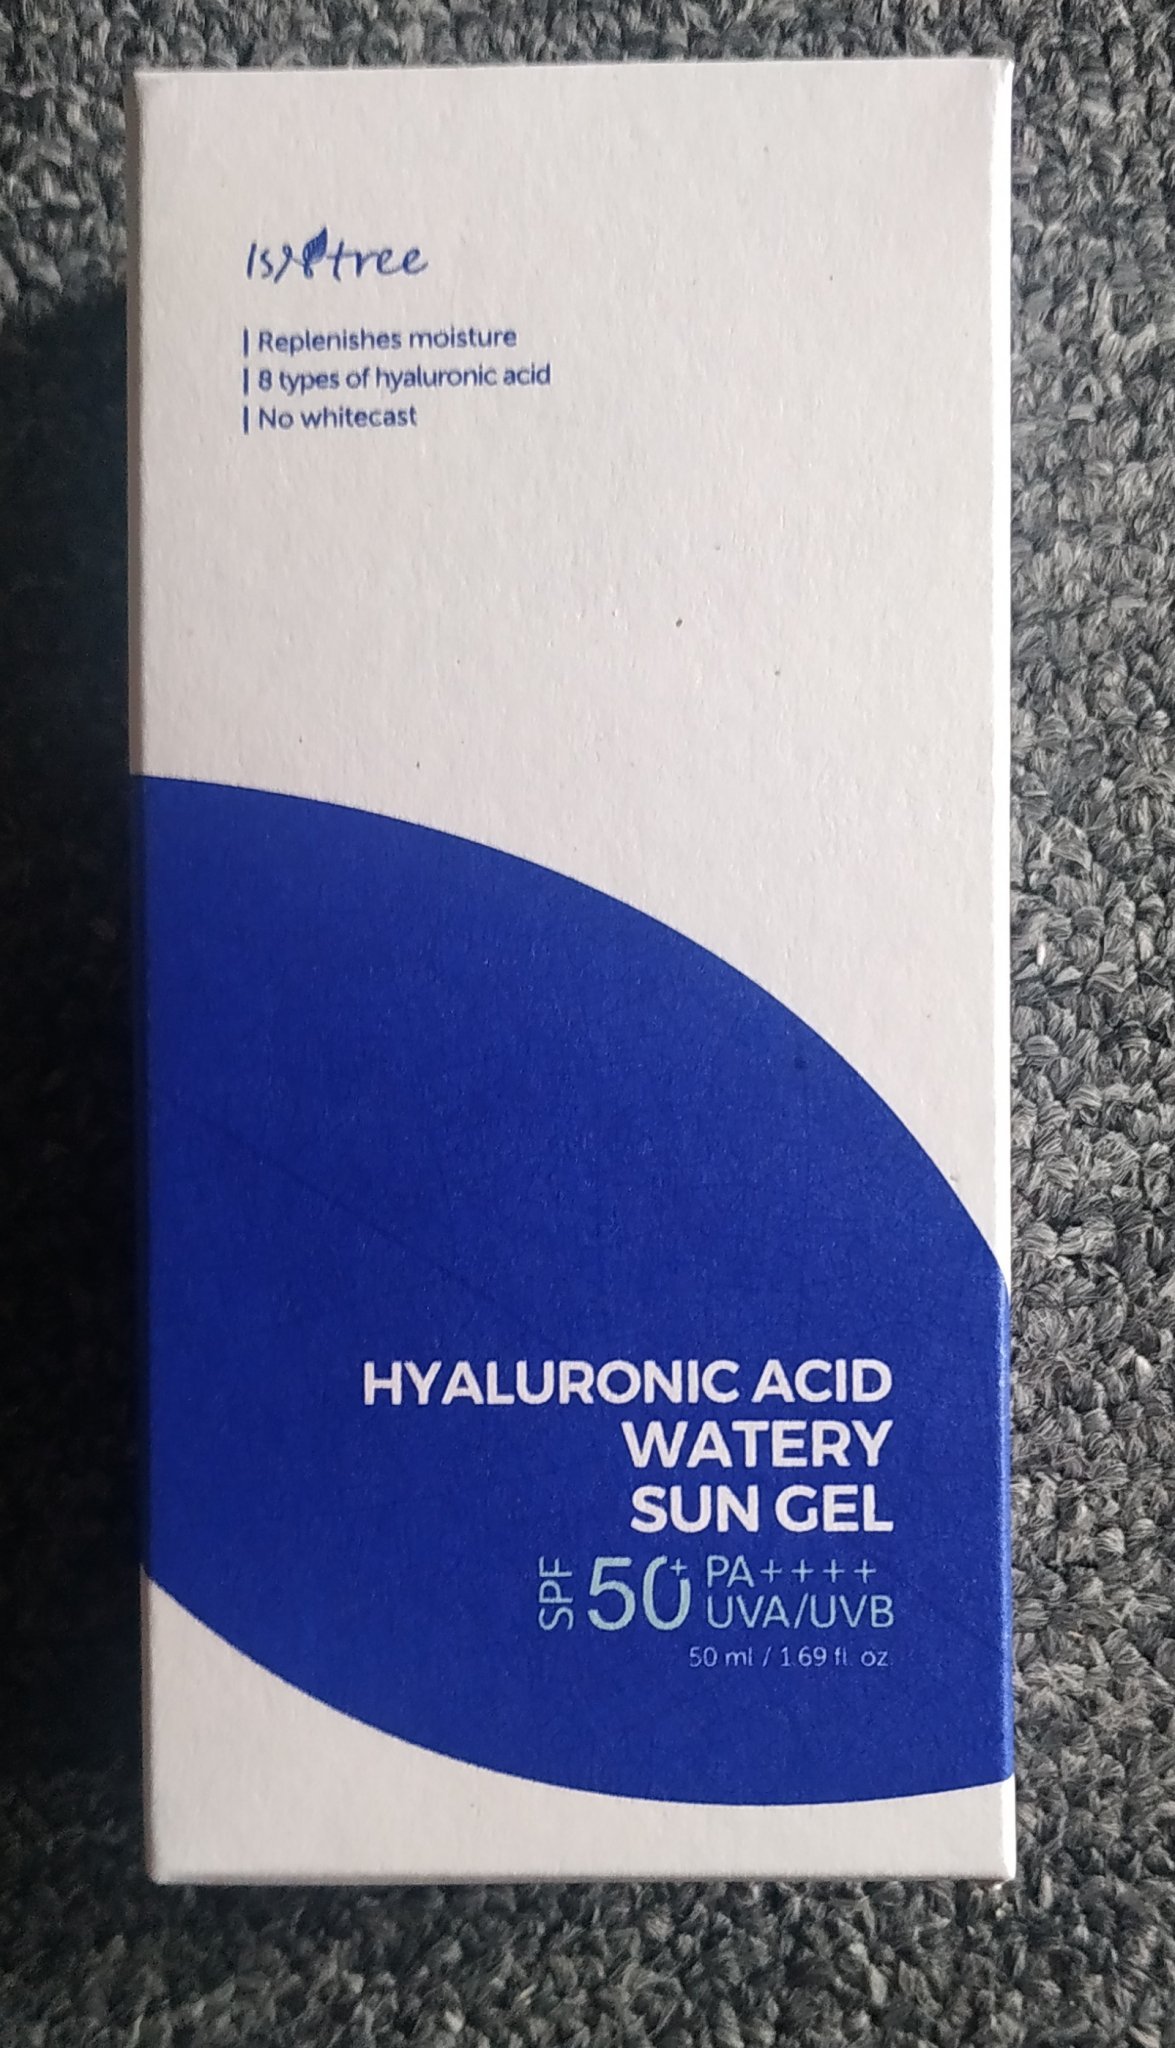 Isntree
| Replenishes moisture
| 8 types of hyaluronic acid
| No whitecast
HYALURONIC ACID
WATERY
SUN GEL
SPF 50+ PA++++
UVA/UVB
50 ml / 1.69 fl. oz.